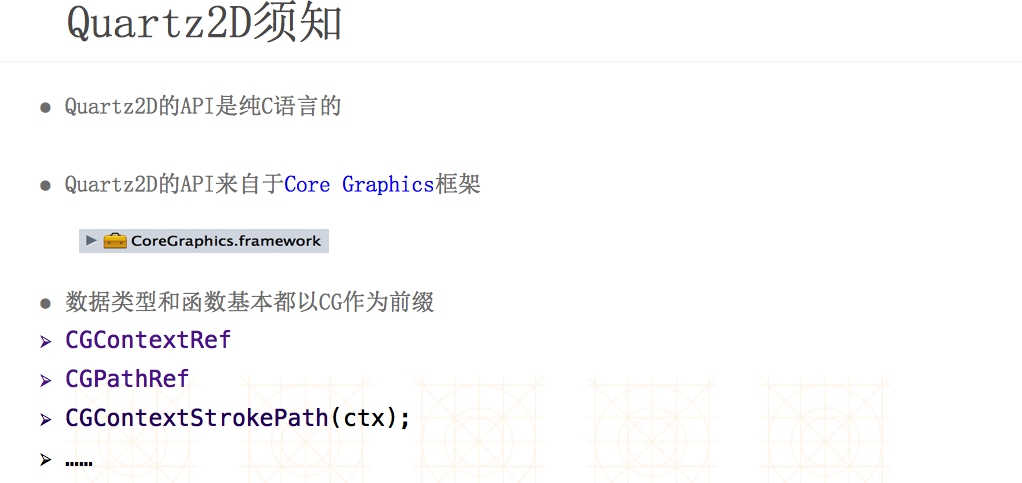 Quartz2D须知
● Quartz2D的API是纯C语言的
● Quartz2D的API来自于Core Graphics框架
CoreGraphics.framework
● 数据类型和函数基本都以CG作为前缀
➢ CGContextRef
➢ CGPathRef
➢ CGContextStrokePath(ctx);
➢ ……